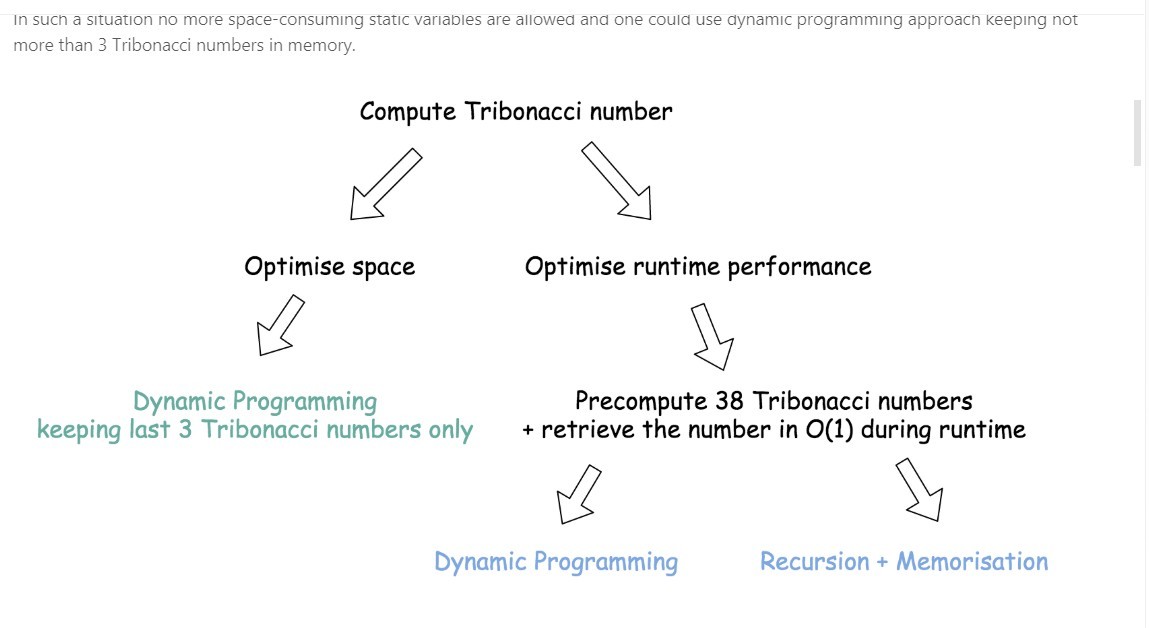 In such a situation no more space-consuming static variables are allowed and one could use dynamic programming approach keeping not
more than 3 Tribonacci numbers in memory.
Compute Tribonacci number
Optimise space
Optimise runtime performance
Dynamic Programming
keeping last 3 Tribonacci numbers only
Precompute 38 Tribonacci numbers
+ retrieve the number in O(1) during runtime
Dynamic Programming
Recursion + Memorisation